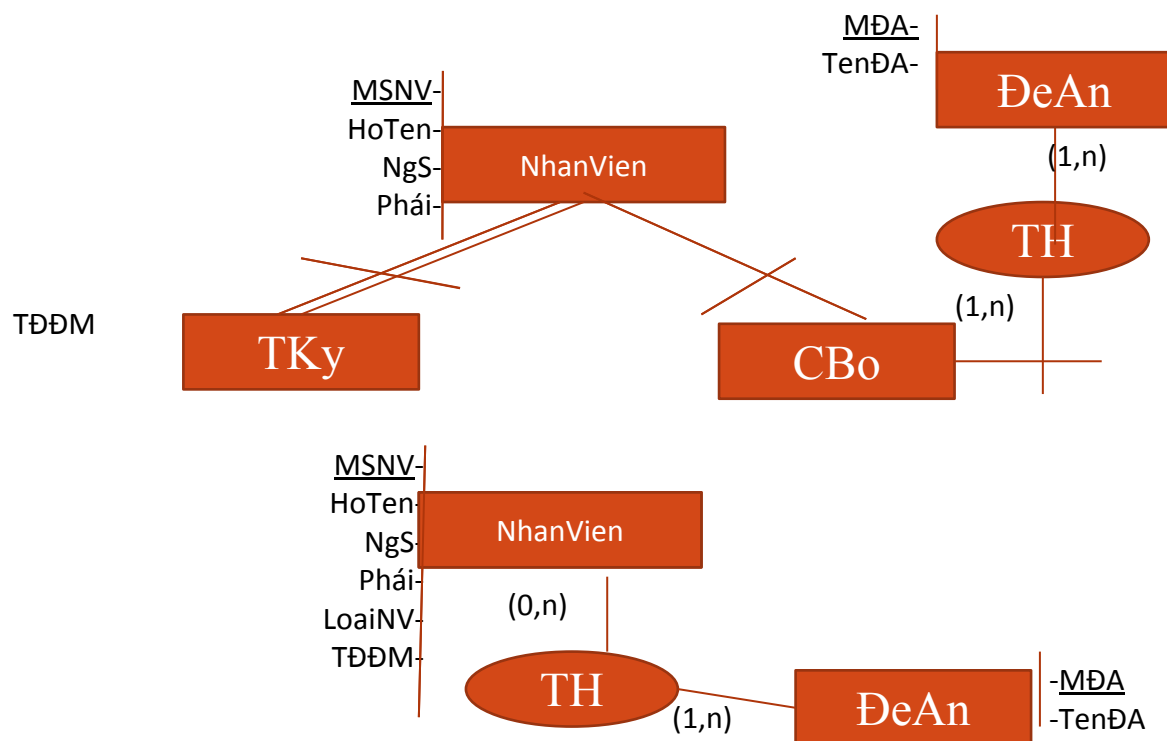 MĐA-
TenĐA-
ĐeAn
(1,n)
MSNV-
HoTen-
NgS-
Phái-
NhanVien
TH
(1,n)
TĐĐM
TKy
CBo
MSNV-
HoTen-
NgS-
Phái-
LoaiNV-
TĐĐM-
NhanVien
(0,n)
TH
(1,n)
ĐeAn
-MĐA
-TenĐA